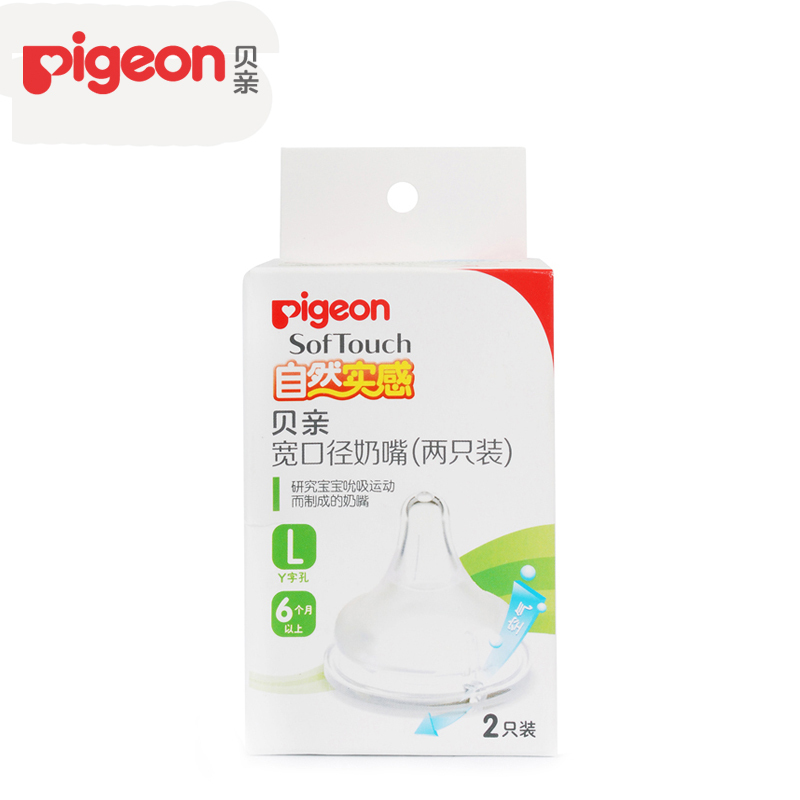 pigeon 贝亲
pigeon
SofTouch
自然实感
贝亲
宽口径奶嘴(两只装)
研究宝宝吮吸运动
而制成的奶嘴
L
Y字孔
6个月
以上
空气
2只装